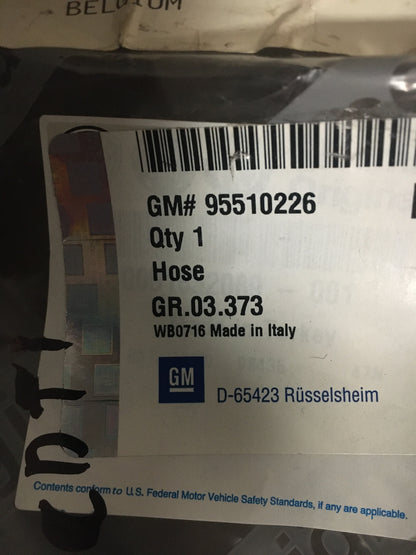 BELGIUM
GM# 95510226
Qty 1
Hose
GR.03.373
WB0716 Made in Italy
GM
D-65423 Rüsselsheim
CDTI
Contents conform to U.S. Federal Motor Vehicle Safety Standards, if any are applicable.